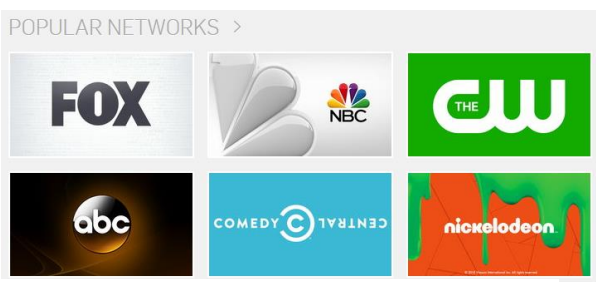 POPULAR NETWORKS >
FOX
NBC
THE CW
abc
COMEDY C CENTRAL
nickelodeon